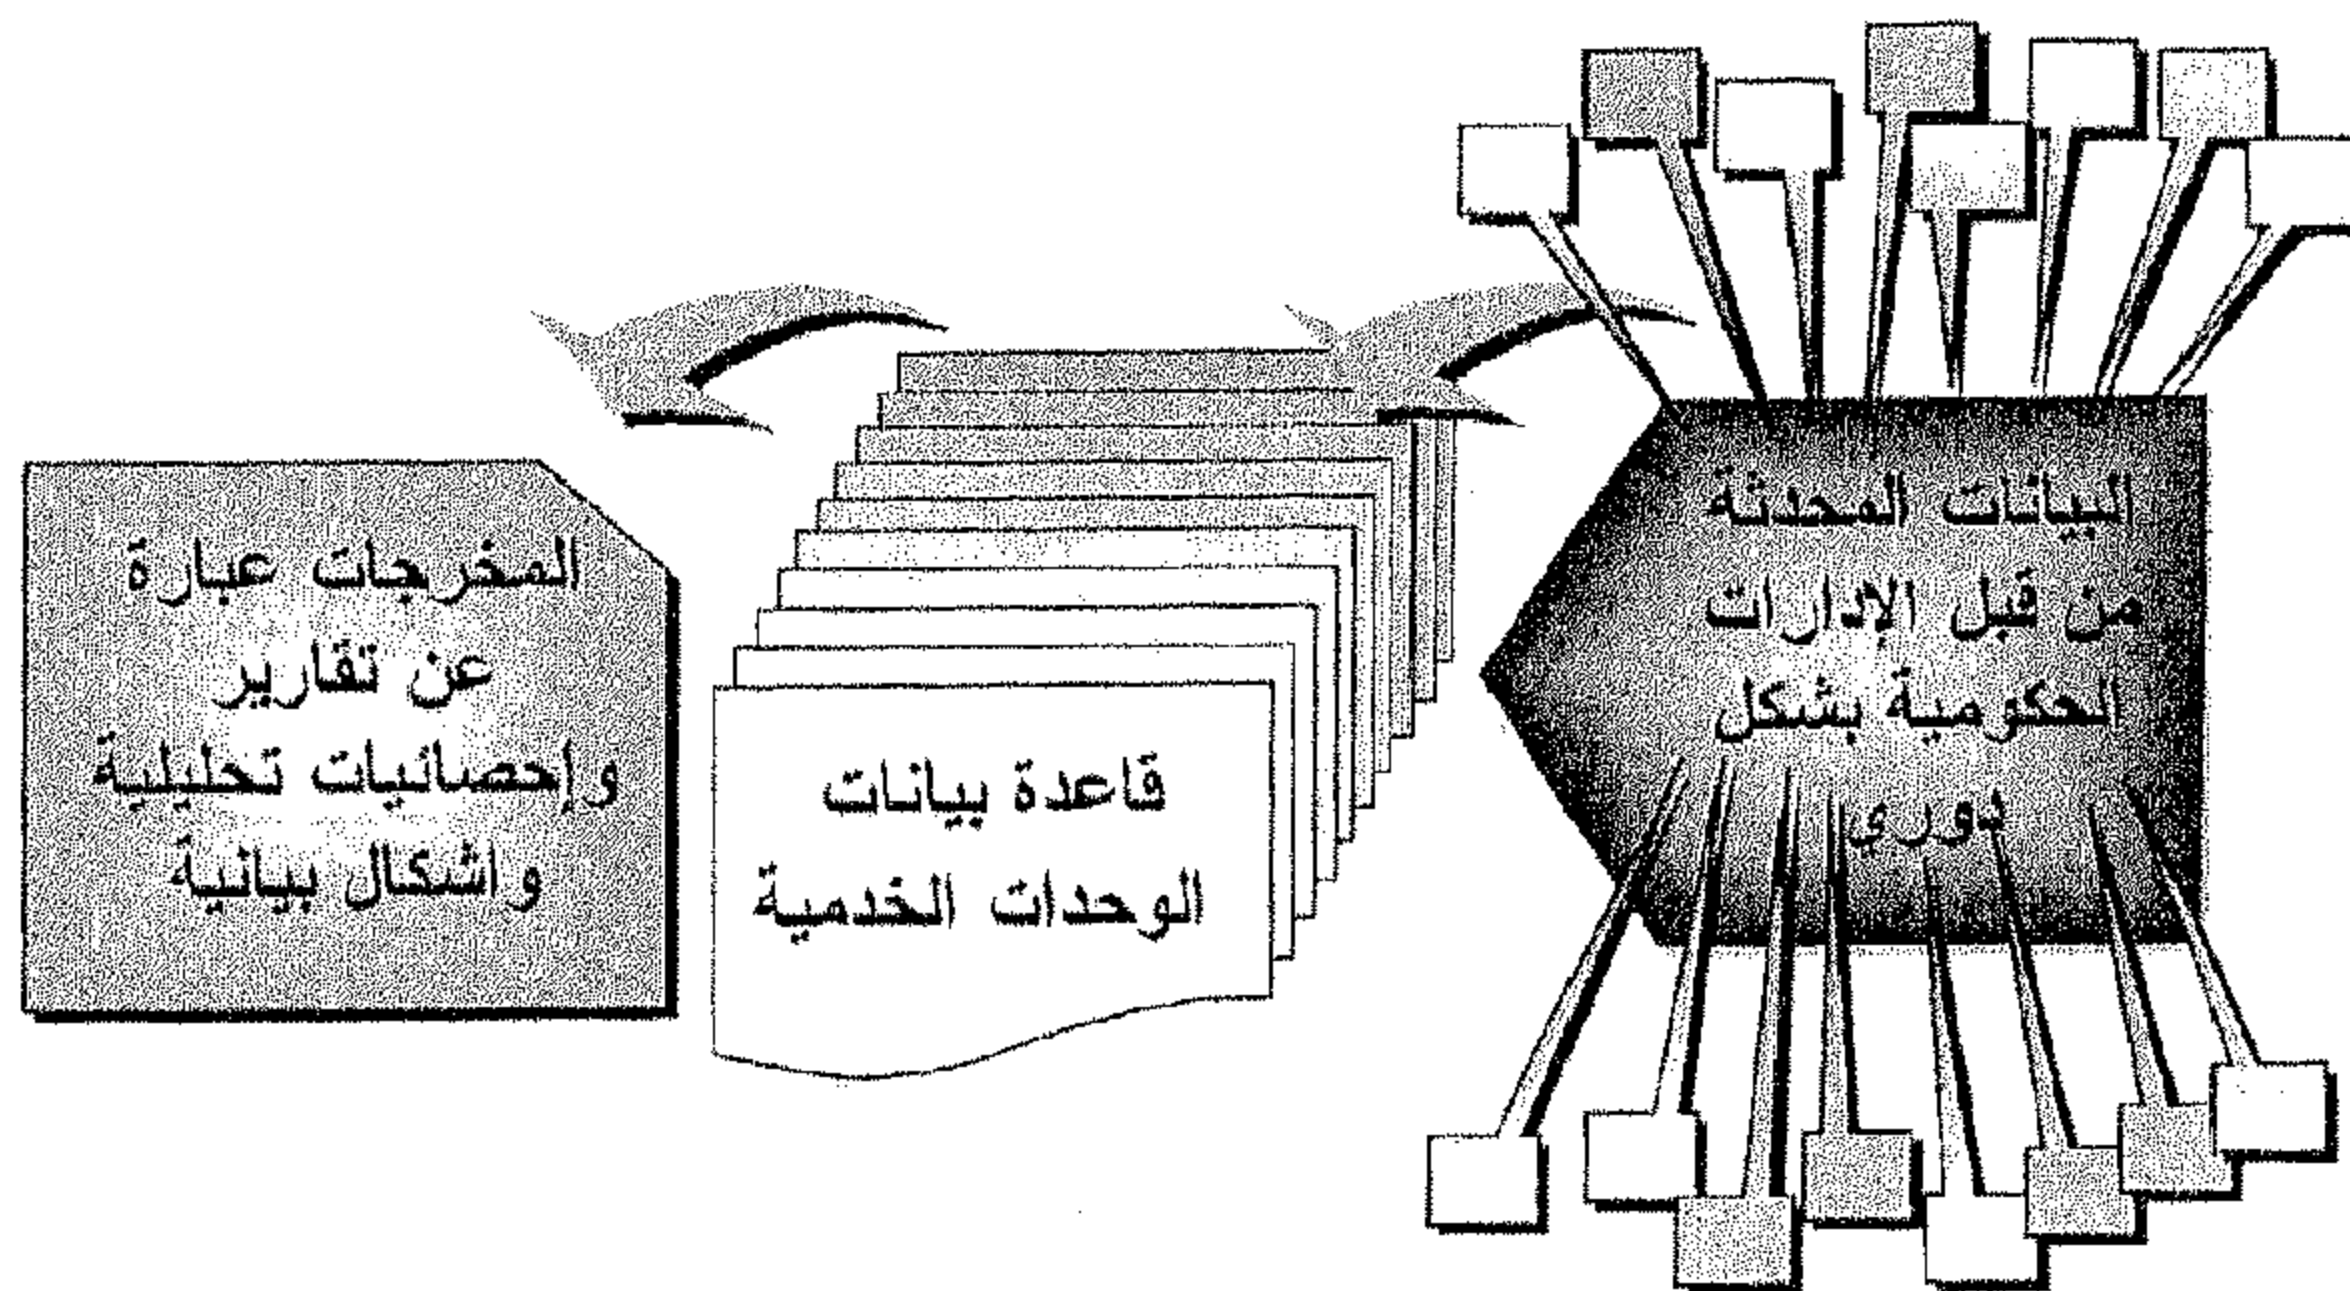 البيانات المحدثة
من قبل الإدارات
الحكومية بشكل
دوري
قاعدة بيانات
الوحدات الخدمية
المخرجات عبارة
عن تقارير
وإحصائيات تحليلية
واشكال بيانية